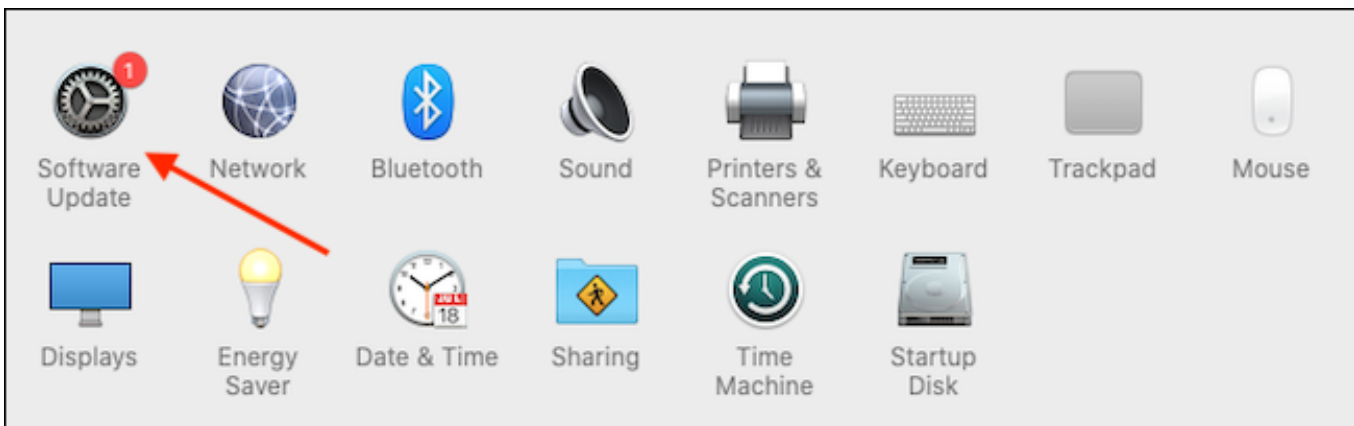 1
Software Network Bluetooth Sound Printers & Keyboard Trackpad Mouse
Update Scanners
JUL
18
Displays Energy Date & Time Sharing Time Startup
Saver Machine Disk